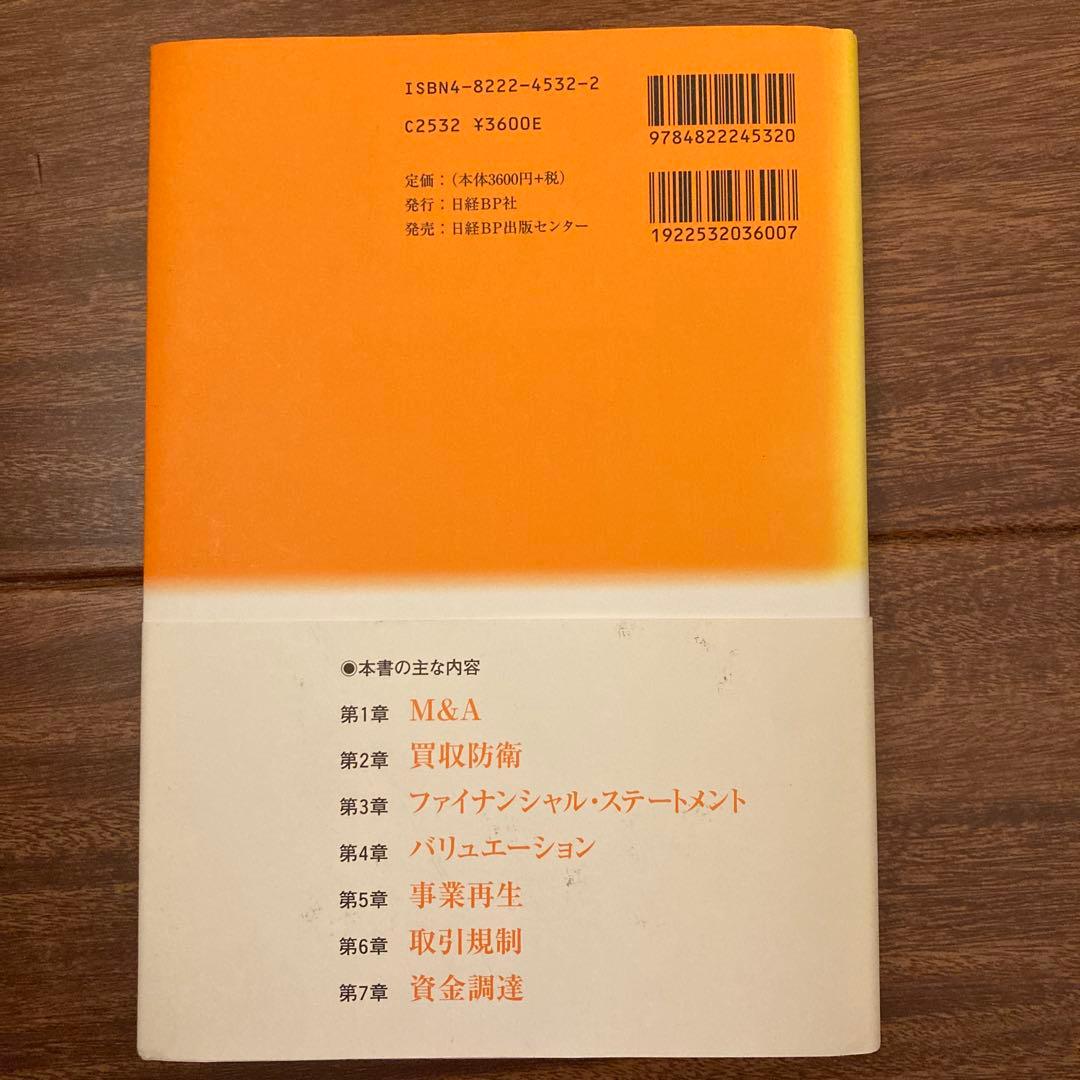 ISBN4-8222-4532-2
C2532 ¥3600E
9784822245320
定価：（本体3600円+税）
発行：日経BP社
発売：日経BP出版センター
1922532036007
◉本書の主な内容
第1章 M&A
第2章 買収防衛
第3章 ファイナンシャル・ステートメント
第4章 バリュエーション
第5章 事業再生
第6章 取引規制
第7章 資金調達